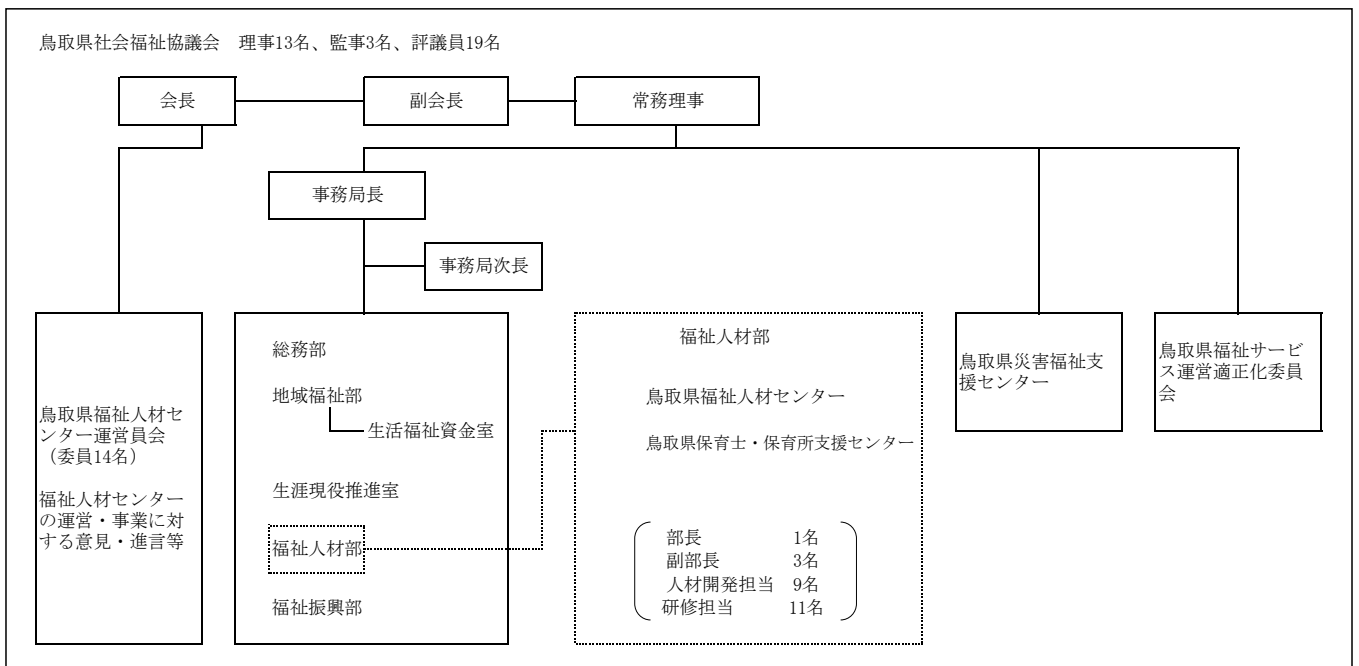 鳥取県社会福祉協議会　理事13名、監事3名、評議員19名
会長
副会長
常務理事
事務局長
事務局次長
鳥取県福祉人材セ
ンター運営員会
（委員14名）
福祉人材センター
の運営・事業に対
する意見・進言等
総務部
地域福祉部
生活福祉資金室
生涯現役推進室
福祉人材部
福祉振興部
福祉人材部
鳥取県福祉人材センター
鳥取県保育士・保育所支援センター
部長　1名
副部長　3名
人材開発担当　9名
研修担当　11名
鳥取県災害福祉支
援センター
鳥取県福祉サービ
ス運営適正化委員
会